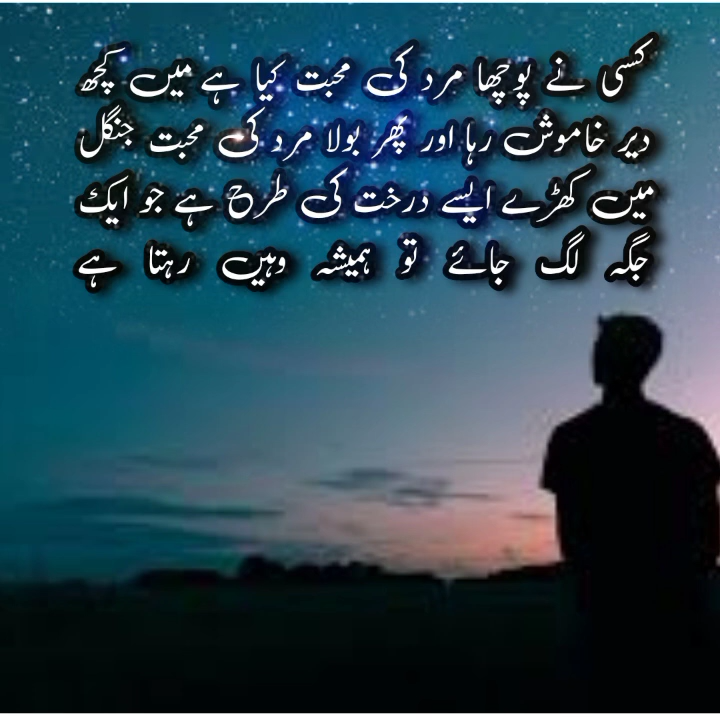 کسی نے پوچھا مرد کی محبت کیا ہے میں کچھ
دیر خاموش رہا اور پھر بولا مرد کی محبت جنگل
میں کھڑے ایسے درخت کی طرح ہے جو ایک
جگہ لگ جائے تو ہمیشہ وہیں رہتا ہے